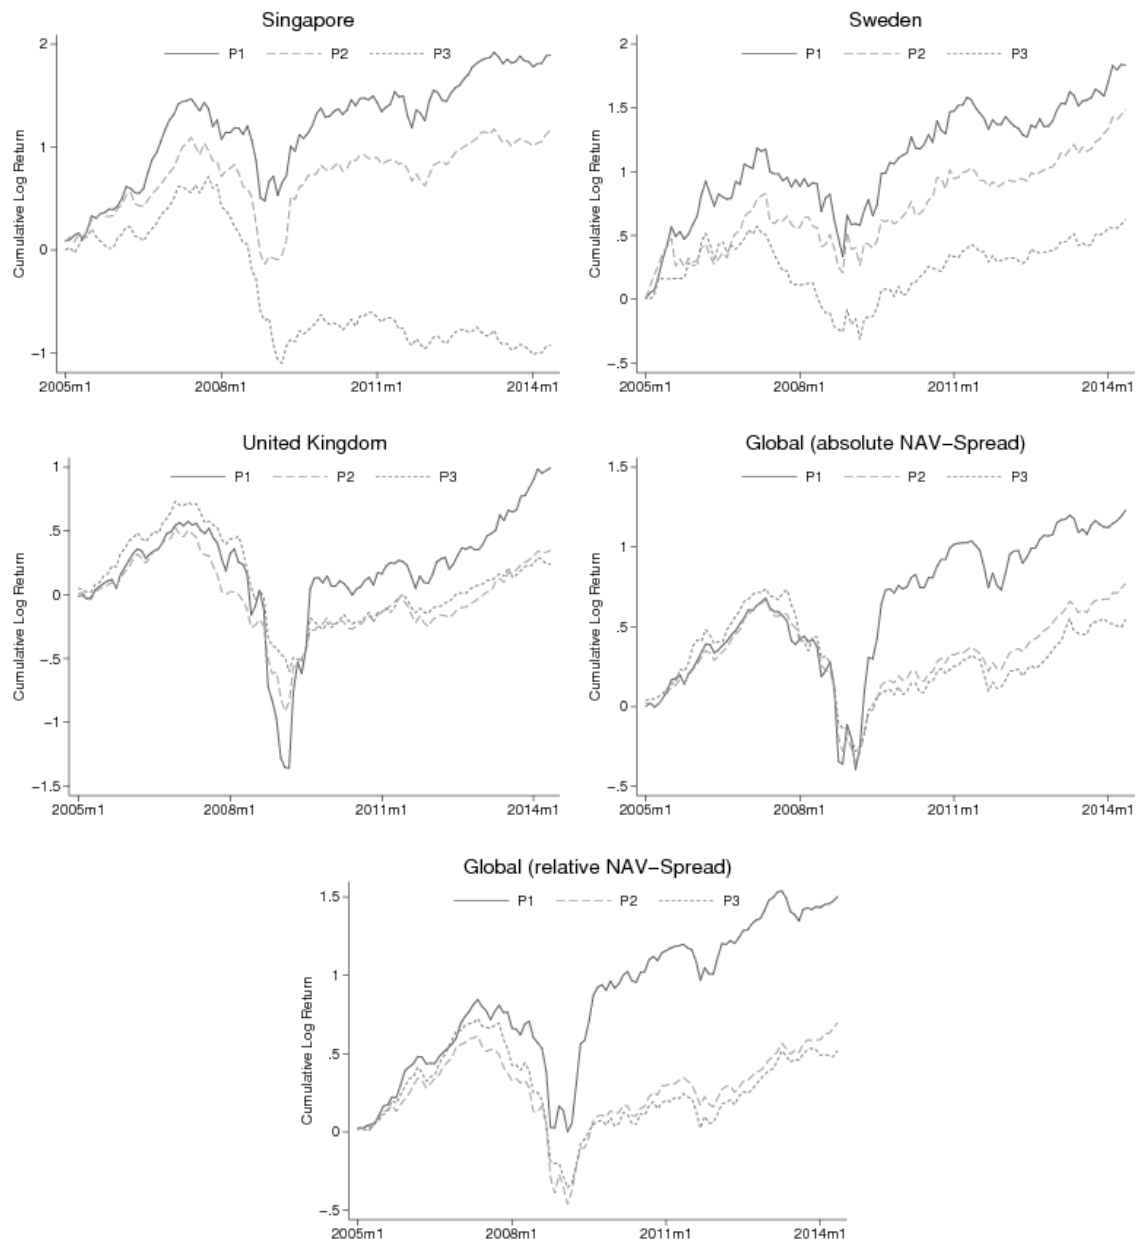 Singapore
P1 P2 P3
Cumulative Log Return
2
1
0
−1
2005m1 2008m1 2011m1 2014m1
Sweden
P1 P2 P3
Cumulative Log Return
2
1.5
1
.5
0
−.5
2005m1 2008m1 2011m1 2014m1
United Kingdom
P1 P2 P3
Cumulative Log Return
1
.5
0
−.5
−1
−1.5
2005m1 2008m1 2011m1 2014m1
Global (absolute NAV−Spread)
P1 P2 P3
Cumulative Log Return
1.5
1
.5
0
−.5
2005m1 2008m1 2011m1 2014m1
Global (relative NAV−Spread)
P1 P2 P3
Cumulative Log Return
1.5
1
.5
0
−.5
2005m1 2008m1 2011m1 2014m1